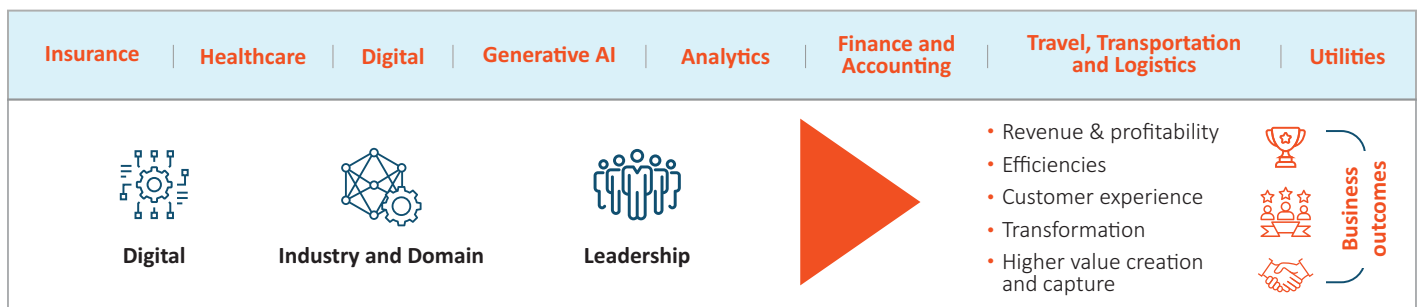 Insurance
Healthcare
Digital
Generative AI
Analytics
Finance and
Accounting
Travel, Transportation
and Logistics
Utilities
Digital
Industry and Domain
Leadership
• Revenue & profitability
• Efficiencies
• Customer experience
• Transformation
• Higher value creation
and capture
Business
outcomes